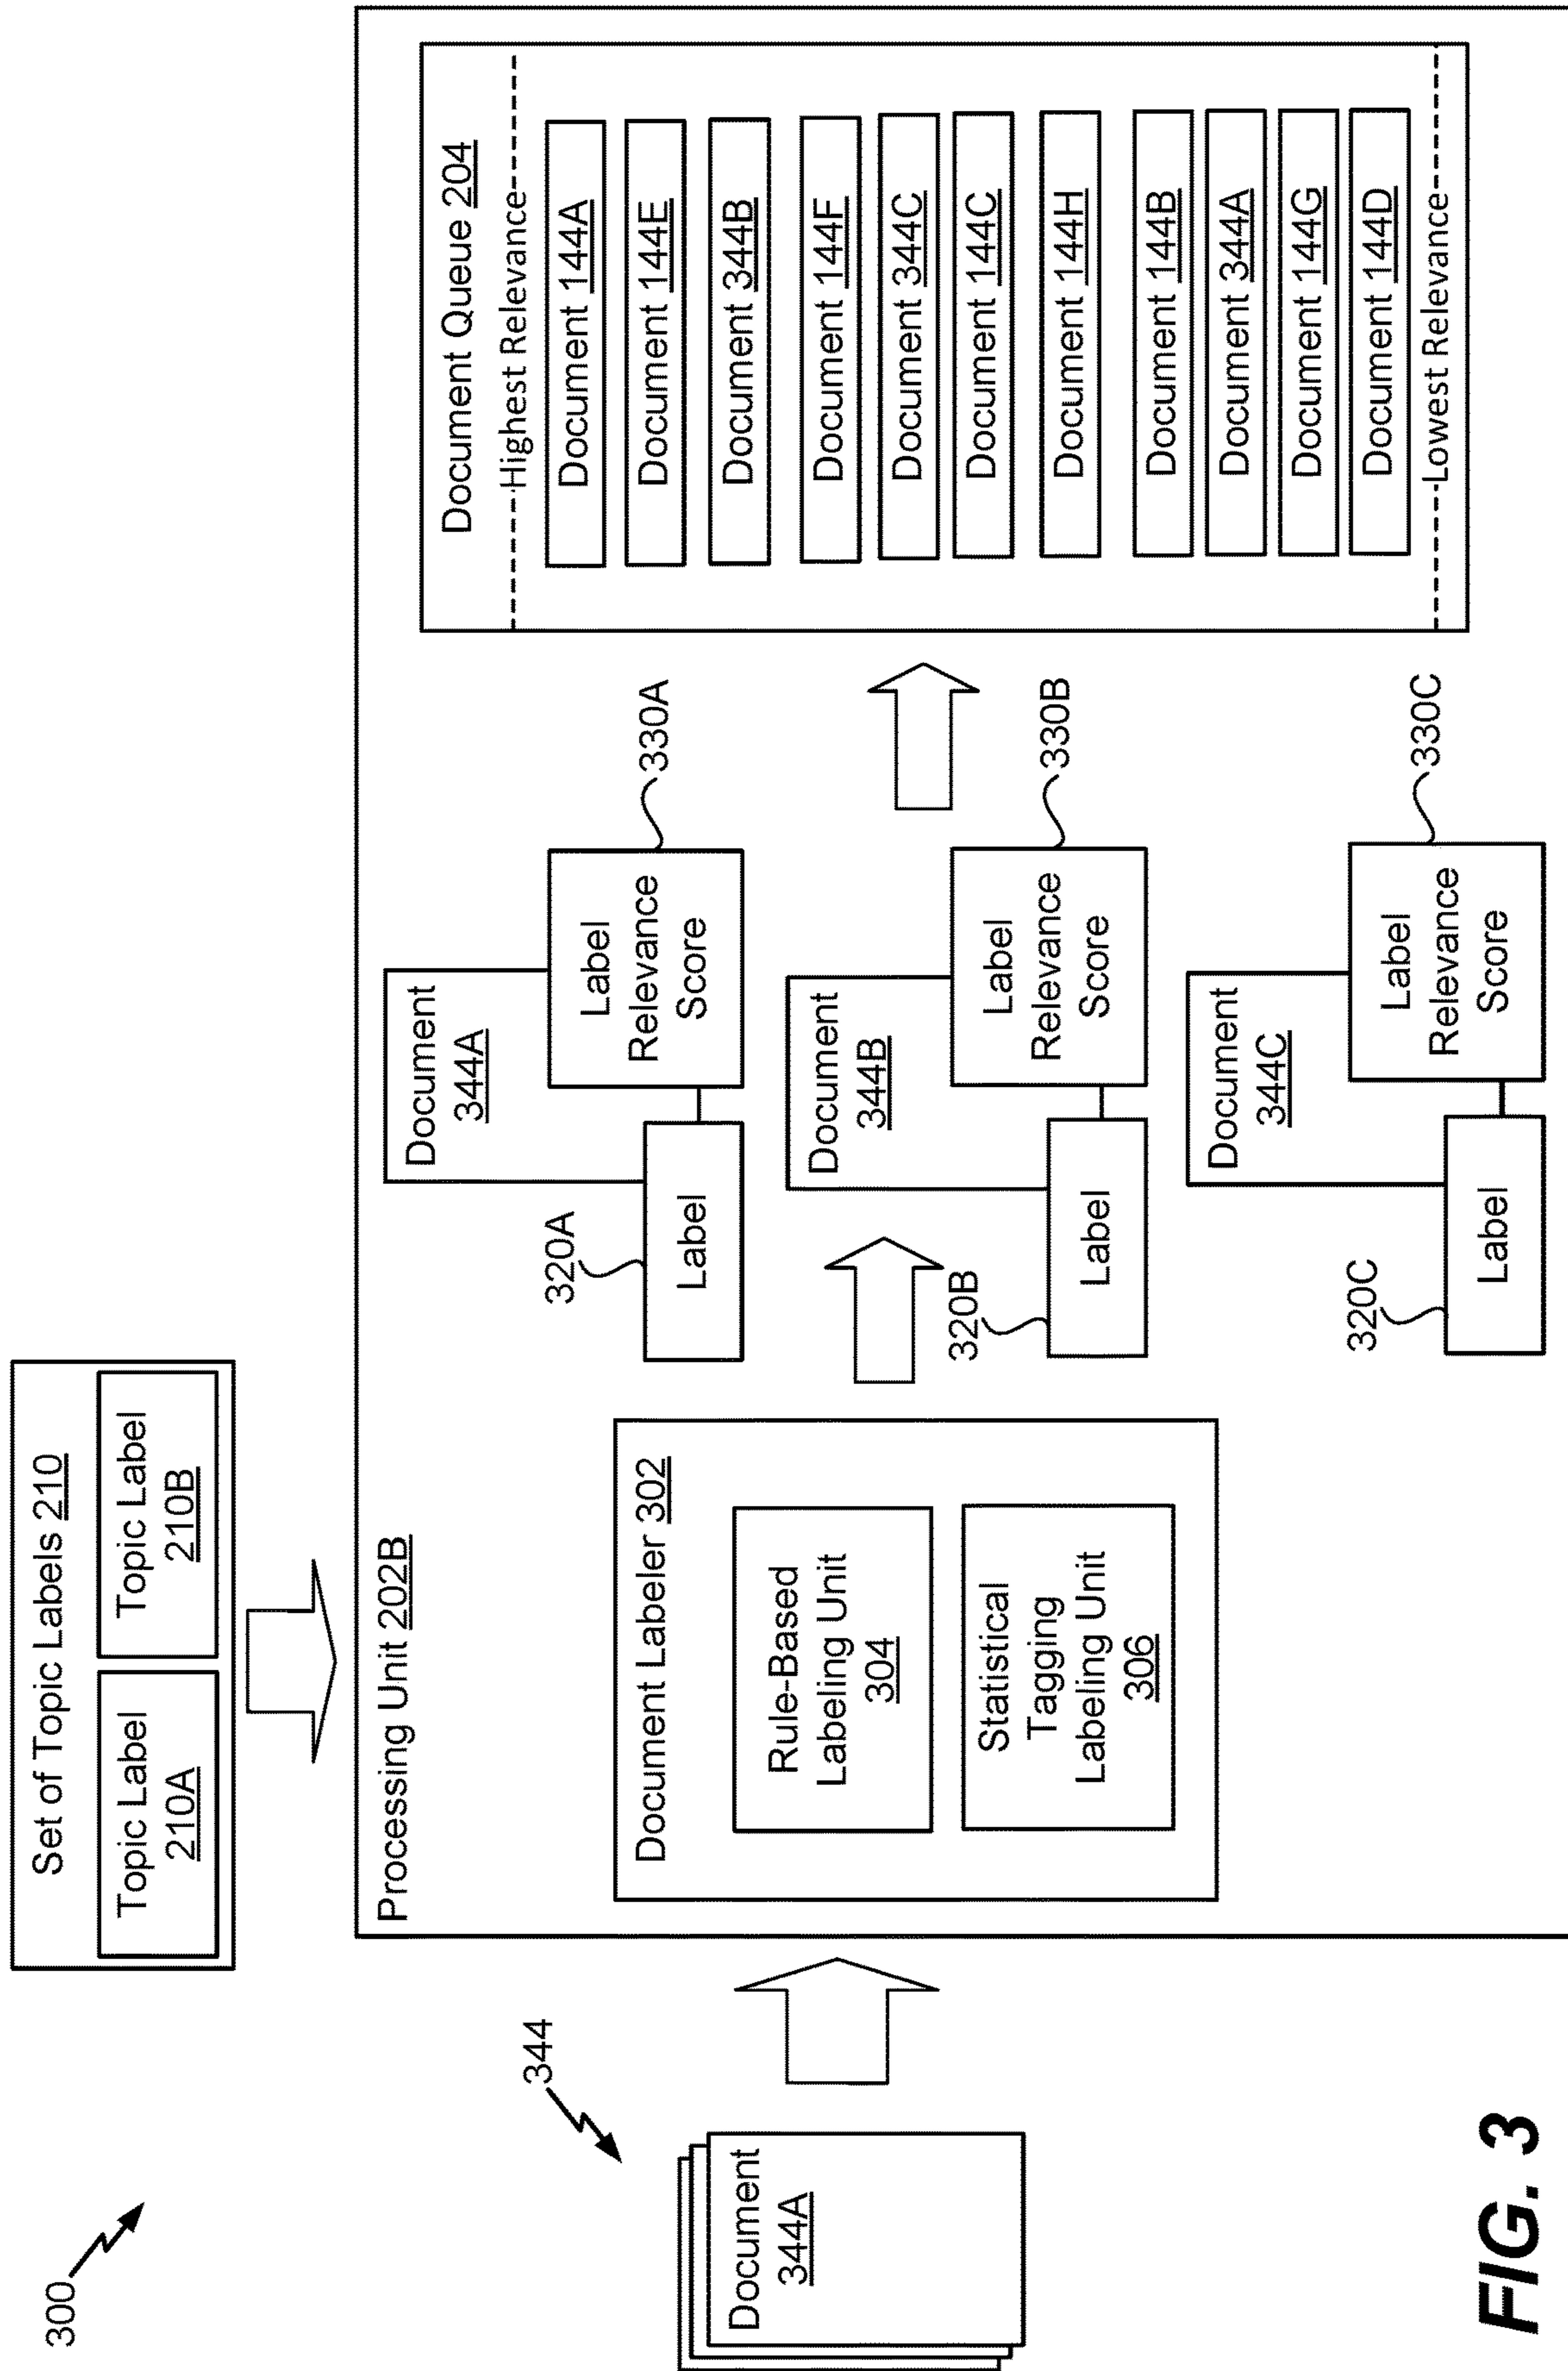 300
Set of Topic Labels 210
Topic Label
210A
Topic Label
210B
344
Document
344A
Processing Unit 202B
Document Labeler 302
Rule-Based
Labeling Unit
304
Statistical
Tagging
Labeling Unit
306
Document
344A
320A
Label
Label
Relevance
Score
330A
Document
344B
320B
Label
Label
Relevance
Score
330B
Document
344C
320C
Label
Label
Relevance
Score
330C
Document Queue 204
Highest Relevance
Document 144A
Document 144E
Document 344B
Document 144F
Document 344C
Document 144C
Document 144H
Document 144B
Document 344A
Document 144G
Document 144D
Lowest Relevance
FIG. 3